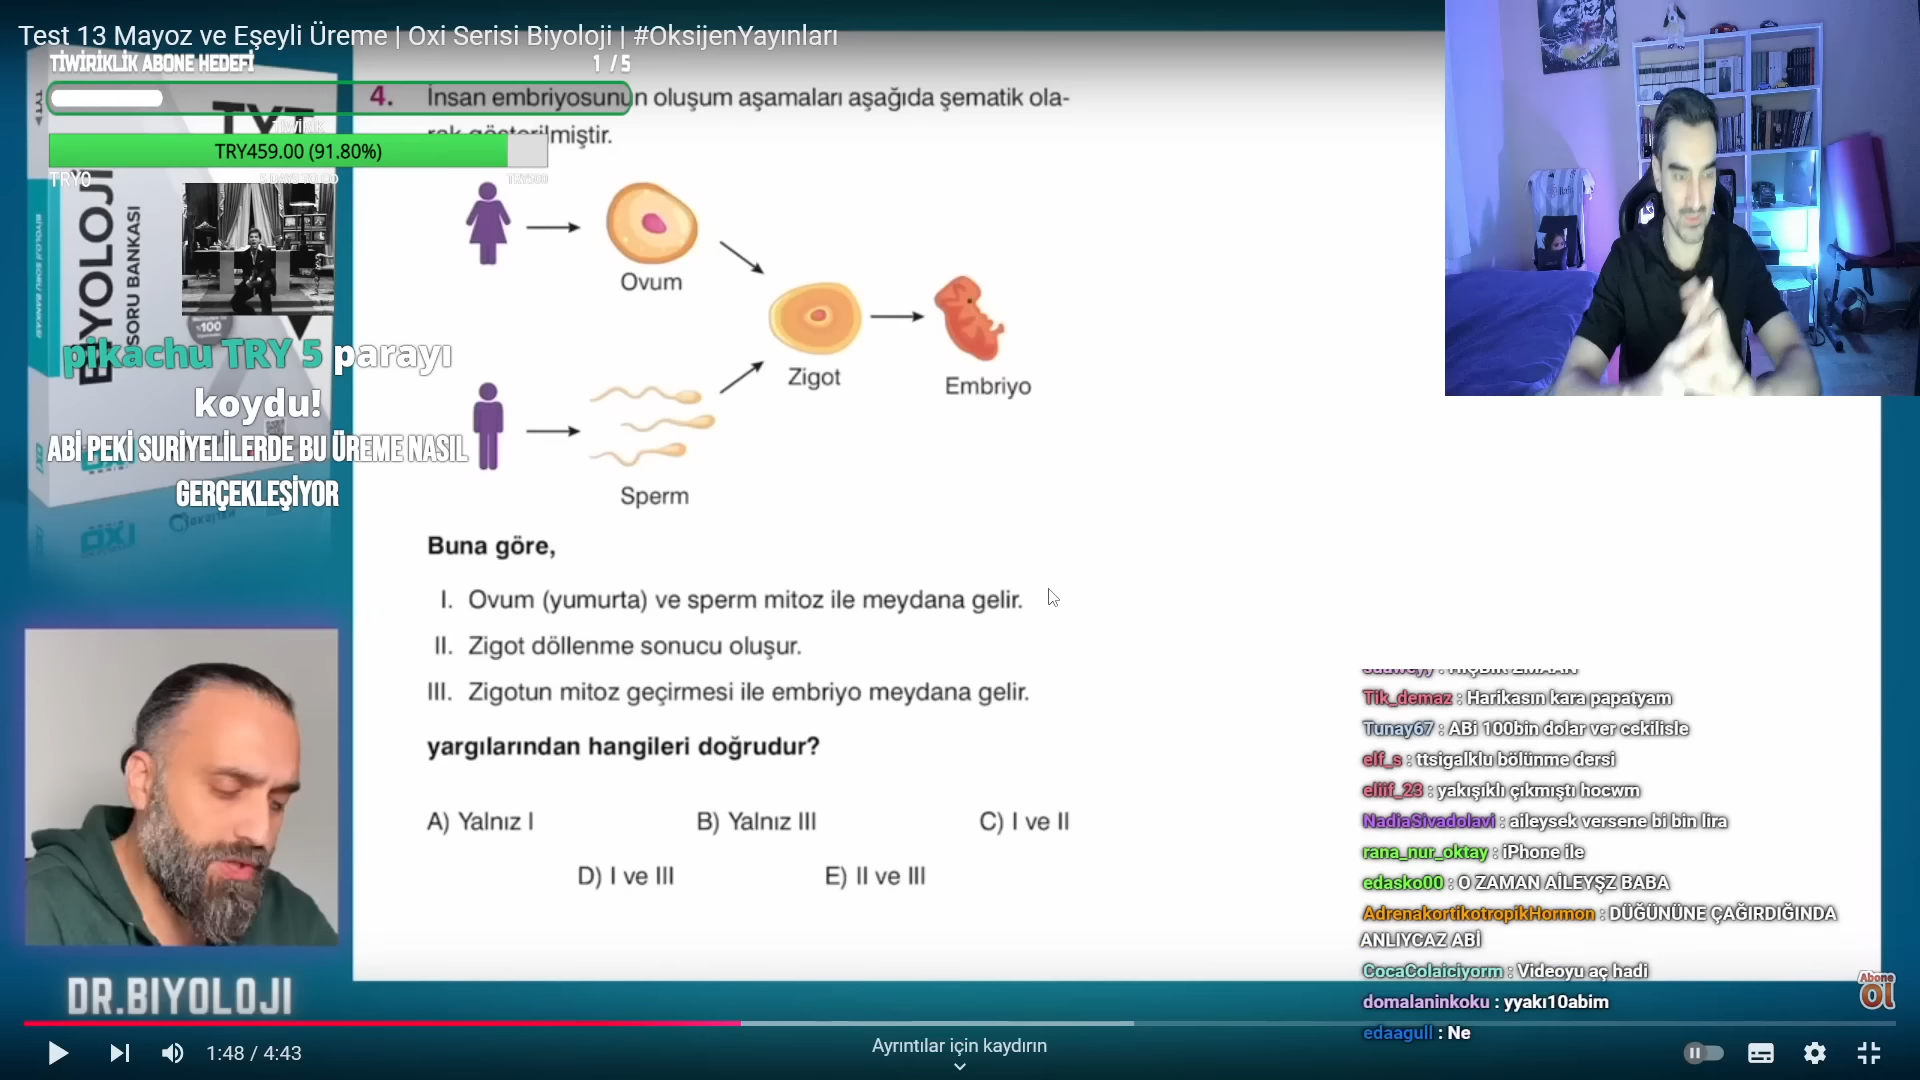 Test 13 Mayoz ve Eşeyli Üreme | Oxi Serisi Biyoloji | #OksijenYayınları
TİWİRİKLİK ABONE HEDEFİ
1 / 5
TYT
TRY459.00 (91.80%)
TRY0
TRY500
BİYOLOJİ
SORU BANKASI
%100
pikachu TRY 5 parayı
koydu!
ABİ PEKİ SURİYELİLERDE BU ÜREME NASIL
GERÇEKLEŞİYOR
4. İnsan embriyosunun oluşum aşamaları aşağıda şematik ola-
rak gösterilmiştir.
Ovum
Zigot
Embriyo
Sperm
Buna göre,
I. Ovum (yumurta) ve sperm mitoz ile meydana gelir.
II. Zigot döllenme sonucu oluşur.
III. Zigotun mitoz geçirmesi ile embriyo meydana gelir.
yargılarından hangileri doğrudur?
A) Yalnız I
B) Yalnız III
C) I ve II
D) I ve III
E) II ve III
Tik_demaz : Harikasın kara papatyam
Tunay67 : ABi 100bin dolar ver cekilisle
elf_s : ttsigalklu bölünme dersi
eliif_23 : yakışıklı çıkmıştı hocwm
NadiaSivadolavi : aileysek versene bi bin lira
rana_nur_oktay : iPhone ile
edasko00 : O ZAMAN AİLEYŞZ BABA
AdrenakortikotropikHormon : DÜĞÜNÜNE ÇAĞIRDIĞINDA
ANLIYCAZ ABİ
CocaColaiciyorm : Videoyu aç hadi
domalaninkoku : yyakı10abim
edaagull : Ne
Abone
Ol
DR.BIYOLOJI
1:48 / 4:43
Ayrıntılar için kaydırın